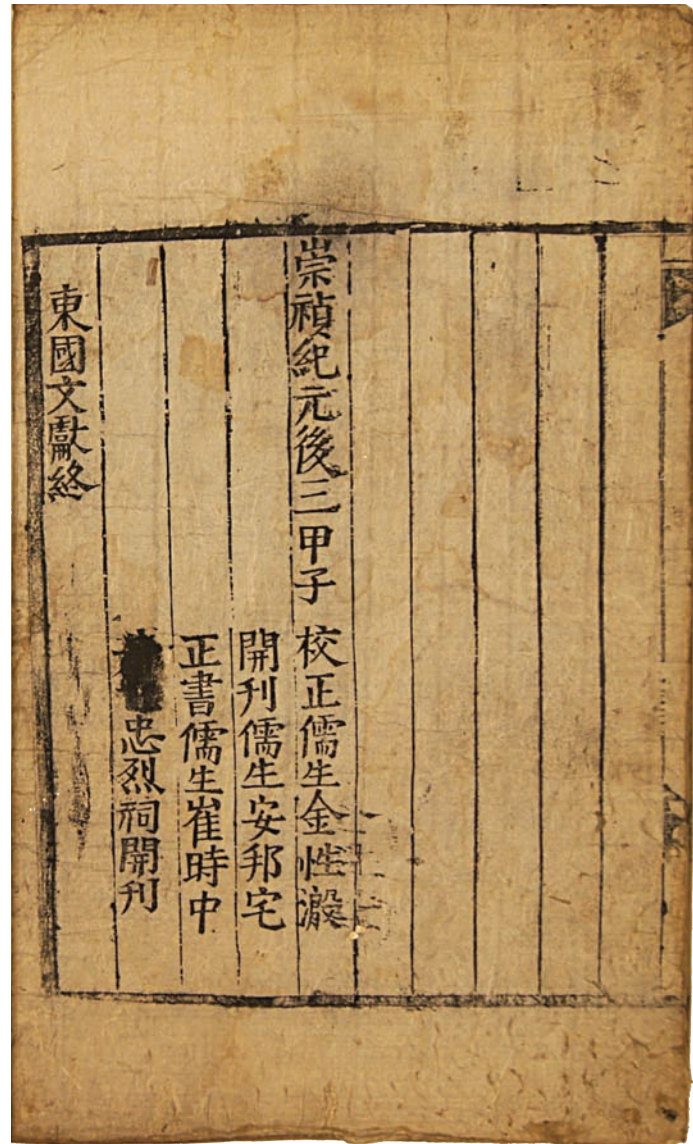 崇禎紀元後三甲子 校正儒生金性溵
開刊儒生安邦宅
正書儒生崔時中
忠烈祠開刊
東國文獻終